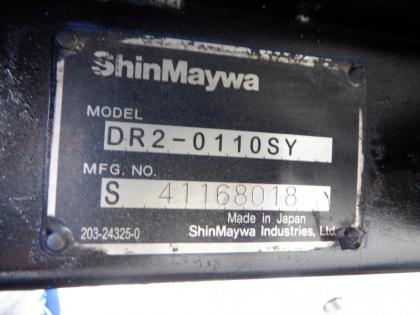 ShinMaywa
MODEL
DR2-0110SY
MFG. NO.
S 41168018
Made in Japan
203-24325-0 ShinMaywa Industries, Ltd.